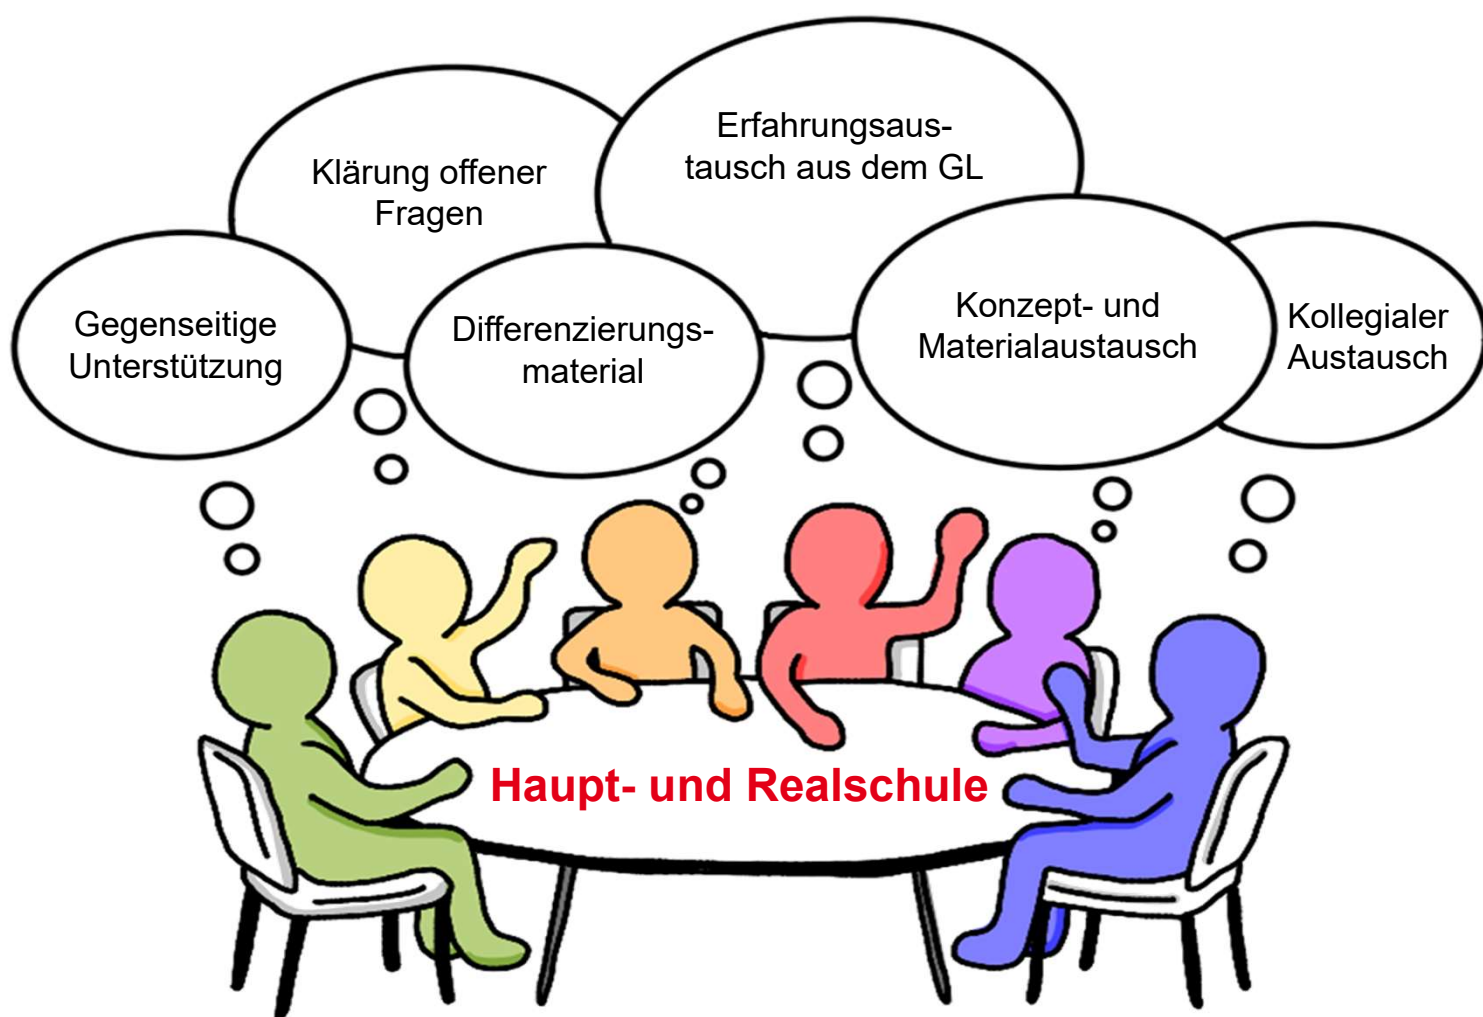 Erfahrungsaus-
tausch aus dem GL
Klärung offener
Fragen
Gegenseitige
Unterstützung
Differenzierungs-
material
Konzept- und
Materialaustausch
Kollegialer
Austausch
Haupt- und Realschule